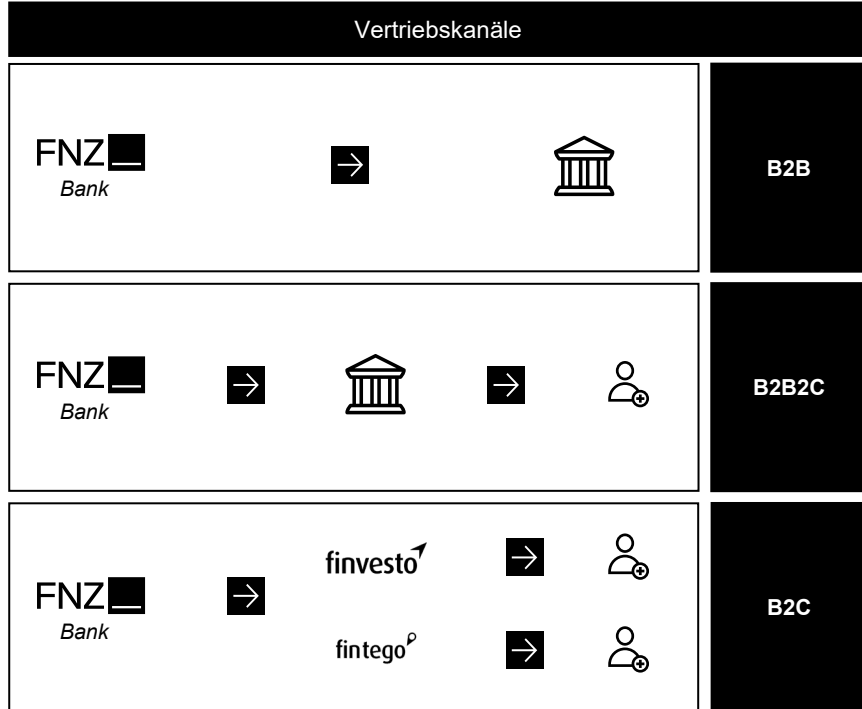 Vertriebskanäle
FNZ
Bank
B2B
FNZ
Bank
B2B2C
FNZ
Bank
finvesto
fintego
B2C